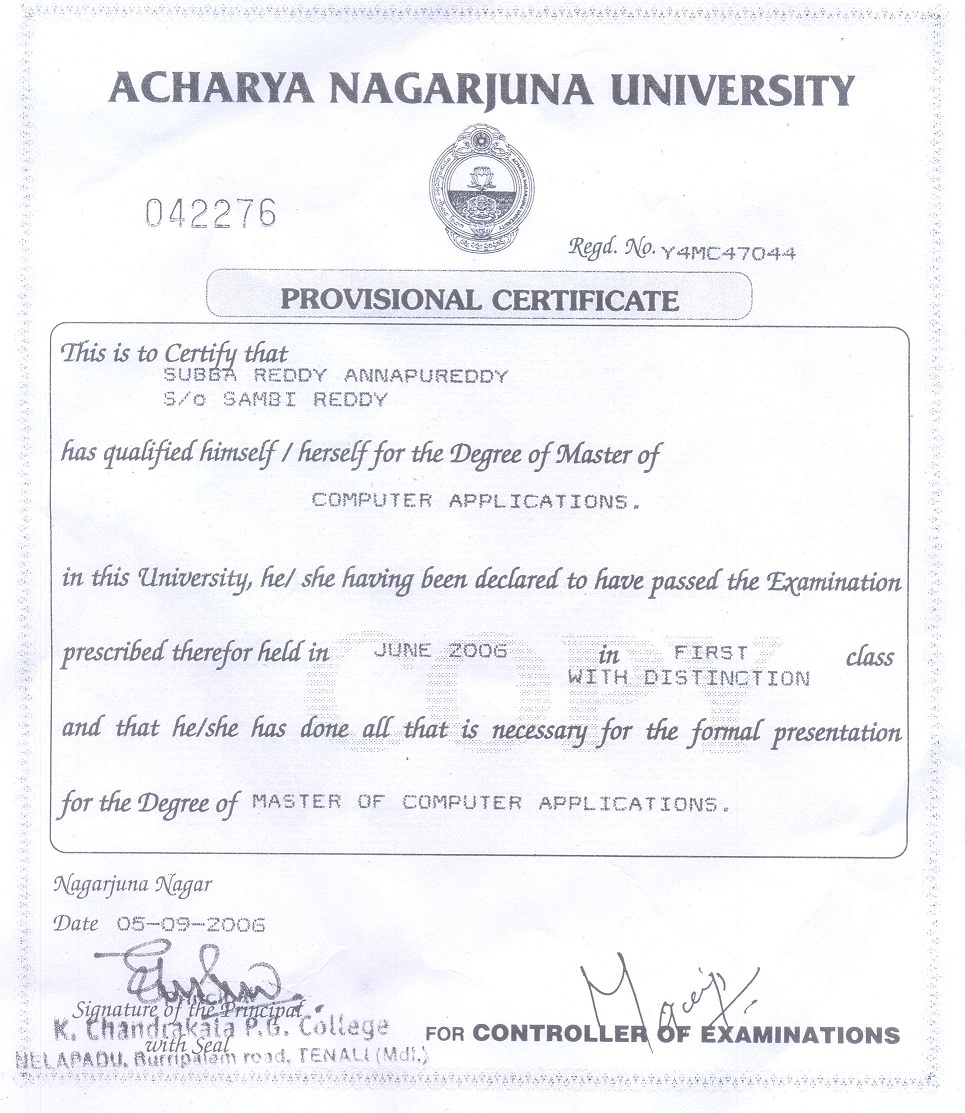 ACHARYA NAGARJUNA UNIVERSITY
042276
Regd. No. Y4MC47044
PROVISIONAL CERTIFICATE
This is to Certify that
SUBBA REDDY ANNAPUREDDY
S/o SAMBI REDDY
has qualified himself / herself for the Degree of Master of
COMPUTER APPLICATIONS.
in this University, he/ she having been declared to have passed the Examination
prescribed therefor held in JUNE 2006 in FIRST class
WITH DISTINCTION
COPY
and that he/she has done all that is necessary for the formal presentation
for the Degree of MASTER OF COMPUTER APPLICATIONS.
Nagarjuna Nagar
Date 05-09-2006
Signature of the Principal
K. Chandrakala P.G. College
with Seal
NELAPADU, Burripalem road, TENALI (Mdl.)
FOR CONTROLLER OF EXAMINATIONS